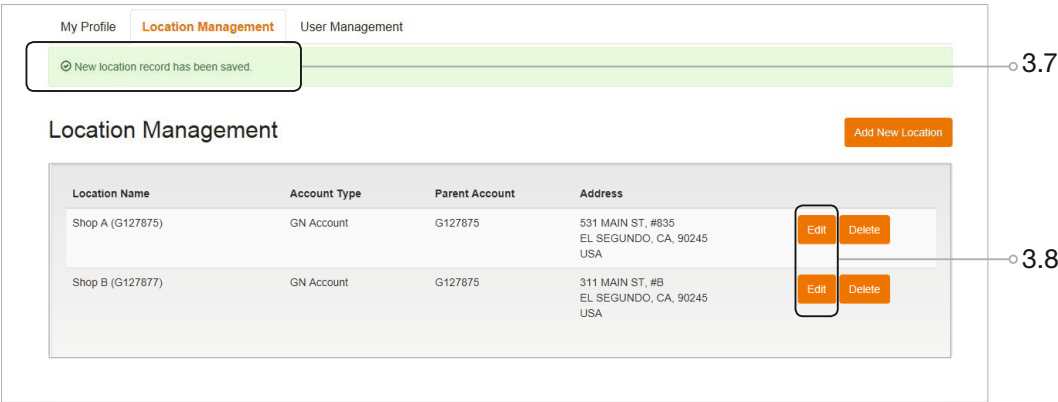 My Profile Location Management User Management
New location record has been saved.
3.7
Location Management
Add New Location
Location Name Account Type Parent Account Address
Shop A (G127875) GN Account G127875 531 MAIN ST, #835 Edit Delete
EL SEGUNDO, CA, 90245
USA
3.8
Shop B (G127877) GN Account G127875 311 MAIN ST, #B Edit Delete
EL SEGUNDO, CA, 90245
USA